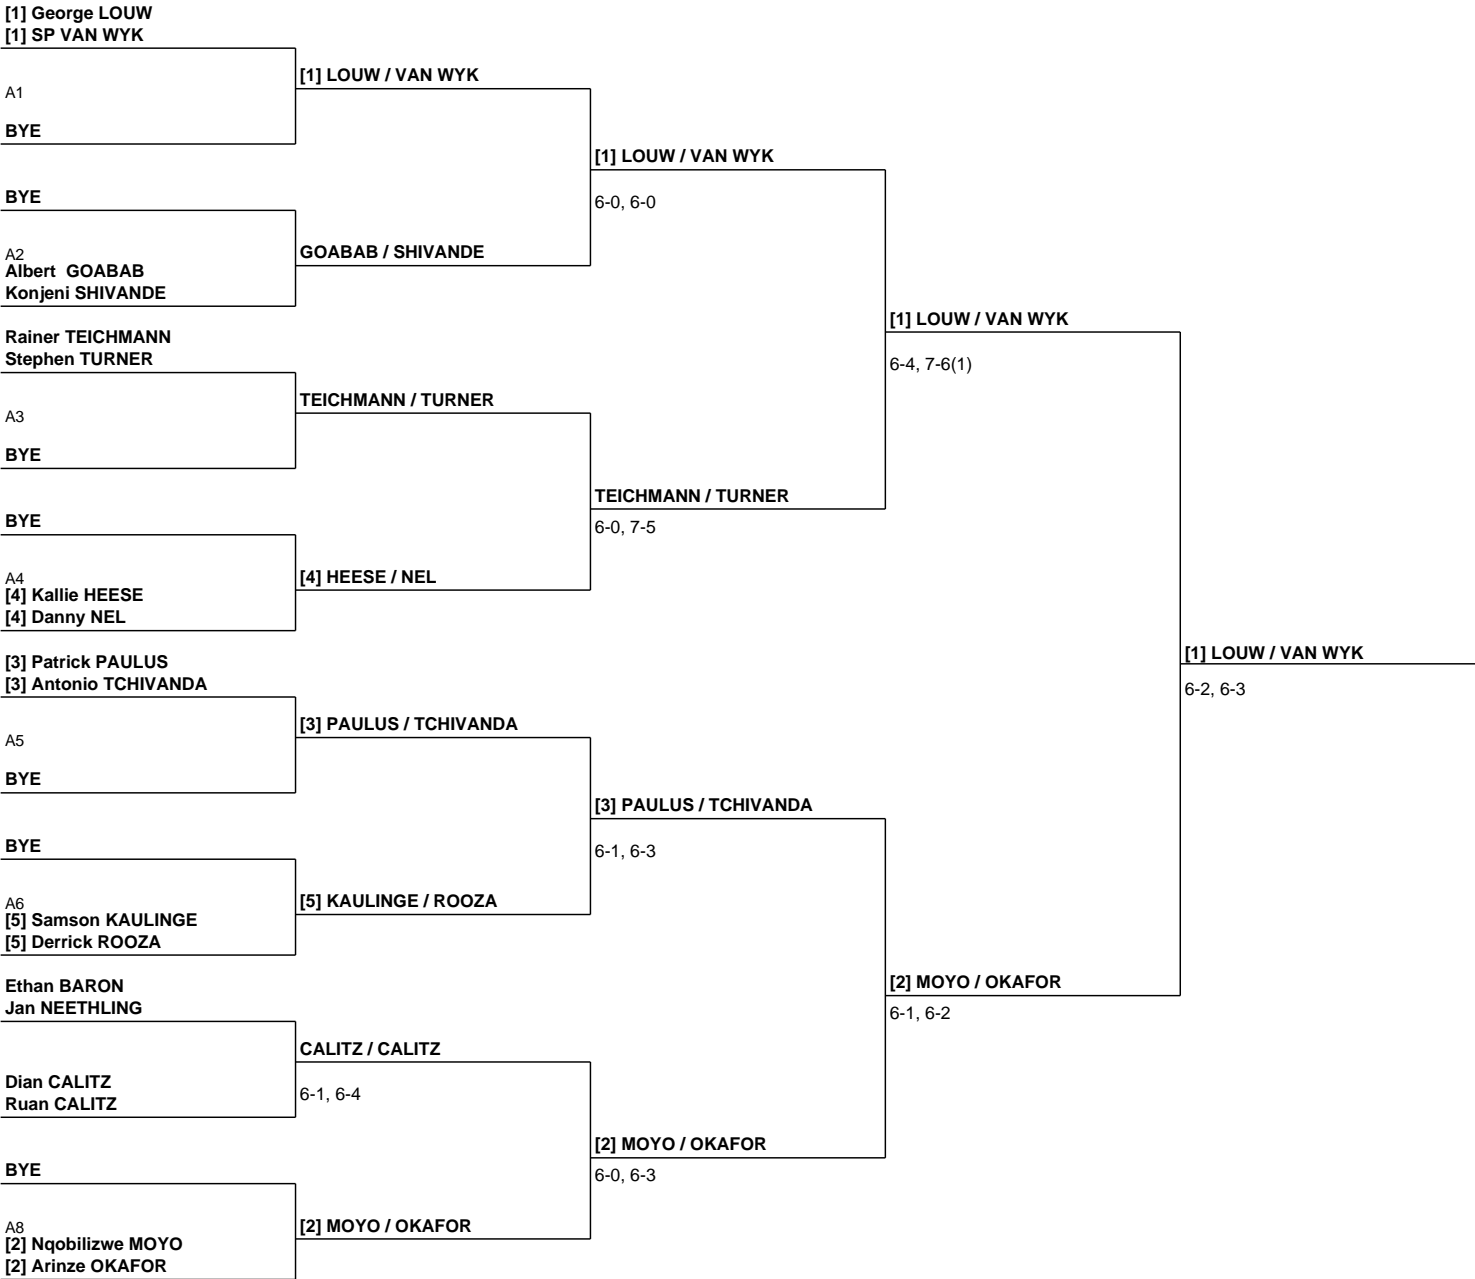 [1] George LOUW
[1] SP VAN WYK
A1
BYE
BYE
A2
Albert  GOABAB
Konjeni SHIVANDE
Rainer TEICHMANN
Stephen TURNER
A3
BYE
BYE
A4
[4] Kallie HEESE
[4] Danny NEL
[3] Patrick PAULUS
[3] Antonio TCHIVANDA
A5
BYE
BYE
A6
[5] Samson KAULINGE
[5] Derrick ROOZA
Ethan BARON
Jan NEETHLING
Dian CALITZ
Ruan CALITZ
BYE
A8
[2] Nqobilizwe MOYO
[2] Arinze OKAFOR
[1] LOUW / VAN WYK
GOABAB / SHIVANDE
TEICHMANN / TURNER
[4] HEESE / NEL
[3] PAULUS / TCHIVANDA
[5] KAULINGE / ROOZA
CALITZ / CALITZ
6-1, 6-4
[2] MOYO / OKAFOR
[1] LOUW / VAN WYK
6-0, 6-0
TEICHMANN / TURNER
6-0, 7-5
[3] PAULUS / TCHIVANDA
6-1, 6-3
[2] MOYO / OKAFOR
6-0, 6-3
[1] LOUW / VAN WYK
6-4, 7-6(1)
[2] MOYO / OKAFOR
6-1, 6-2
[1] LOUW / VAN WYK
6-2, 6-3